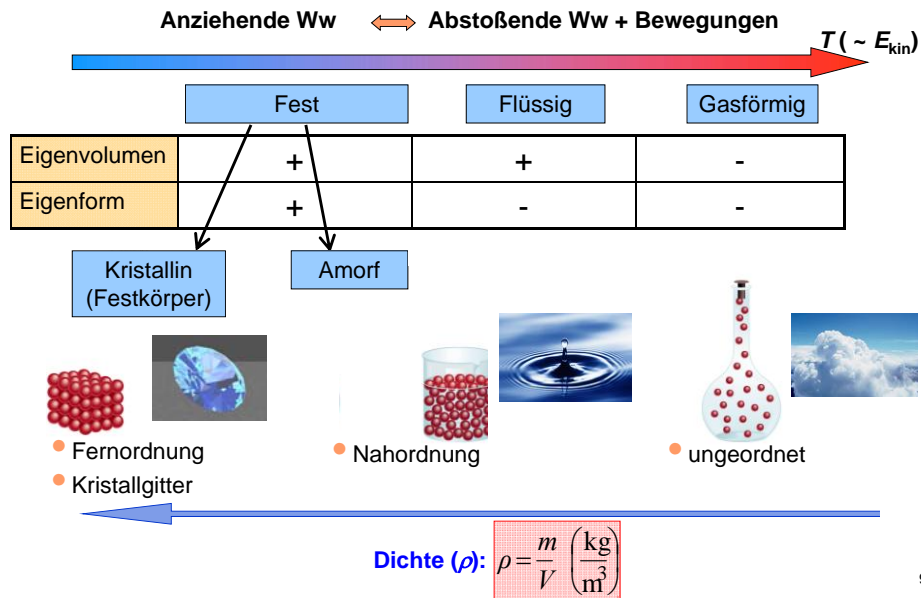 Anziehende Ww ⇔ Abstoßende Ww + Bewegungen
T ( ~ Ekin)
Fest
Flüssig
Gasförmig
Eigenvolumen + + -
Eigenform + - -
Kristallin
(Festkörper)
Amorf
• Fernordnung
• Kristallgitter
• Nahordnung
• ungeordnet
Dichte (ρ): ρ = m/V (kg/m³)